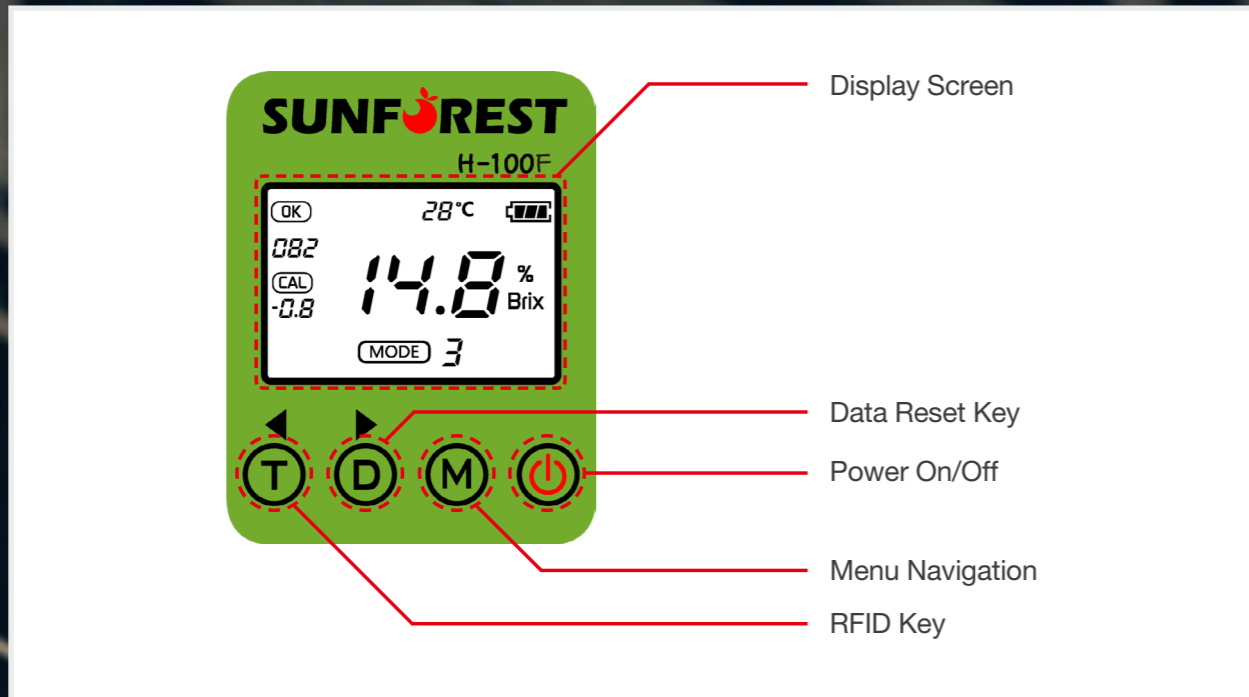 SUNFOREST
H-100F
OK
28°C
082
CAL
-0.8
14.8
%
Brix
MODE 3
T
D
M
Display Screen
Data Reset Key
Power On/Off
Menu Navigation
RFID Key